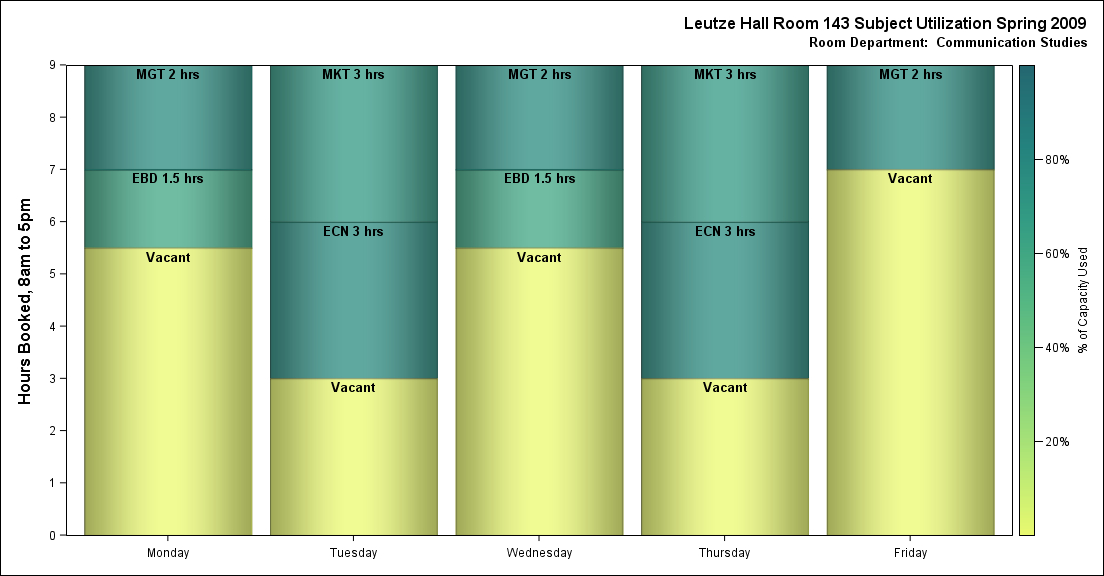 Leutze Hall Room 143 Subject Utilization Spring 2009
Room Department: Communication Studies
Hours Booked, 8am to 5pm
9
8
7
6
5
4
3
2
1
0
MGT 2 hrs
EBD 1.5 hrs
Vacant
MKT 3 hrs
ECN 3 hrs
Vacant
MGT 2 hrs
EBD 1.5 hrs
Vacant
MKT 3 hrs
ECN 3 hrs
Vacant
MGT 2 hrs
Vacant
Monday Tuesday Wednesday Thursday Friday
80%
60%
40%
20%
% of Capacity Used